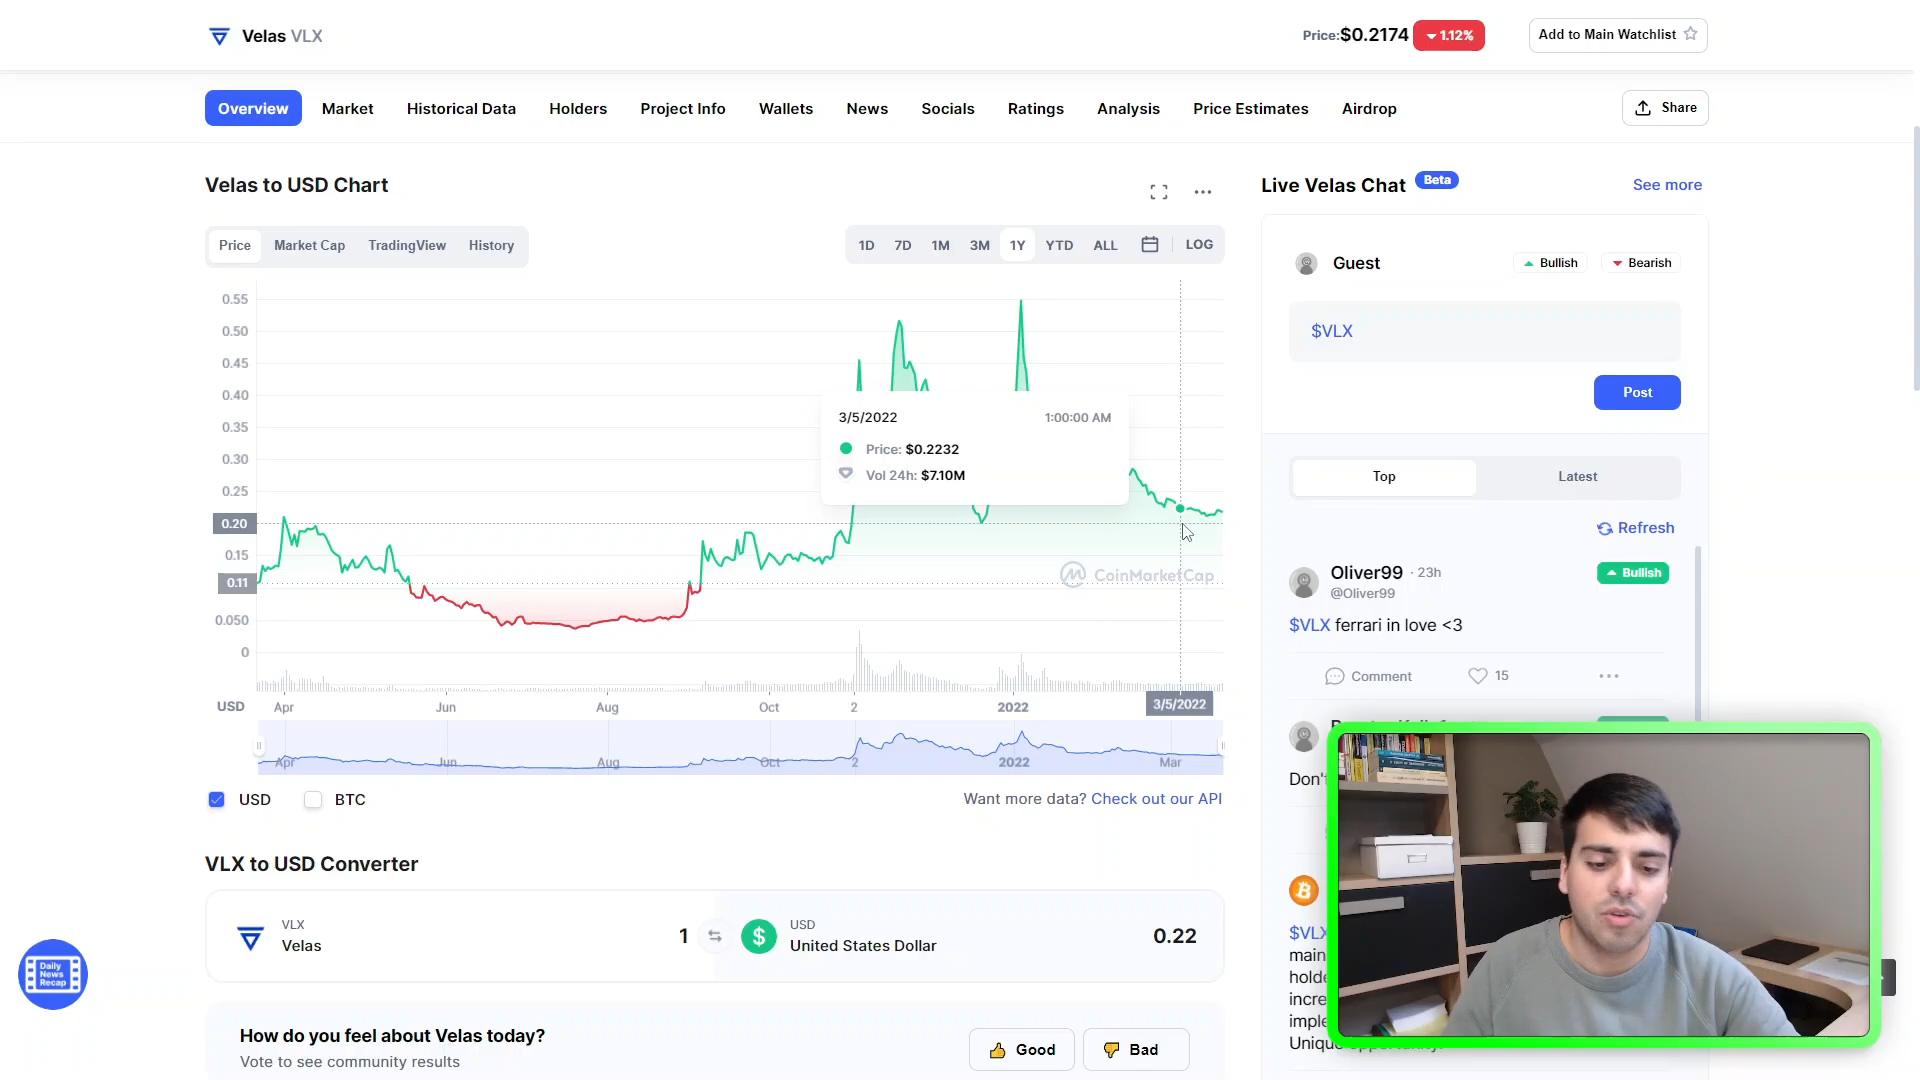 Velas VLX
Price:$0.2174
1.12%
Add to Main Watchlist
Overview
Market
Historical Data
Holders
Project Info
Wallets
News
Socials
Ratings
Analysis
Price Estimates
Airdrop
Share
Velas to USD Chart
Price
Market Cap
TradingView
History
1D
7D
1M
3M
1Y
YTD
ALL
LOG
0.55
0.50
0.45
0.40
0.35
0.30
0.25
0.20
0.15
0.11
0.050
0
3/5/2022
1:00:00 AM
Price: $0.2232
Vol 24h: $7.10M
CoinMarketCap
USD
Apr
Jun
Aug
Oct
2
2022
3/5/2022
Apr
Jun
Aug
Oct
2
2022
Mar
USD
BTC
Want more data? Check out our API
VLX to USD Converter
VLX
Velas
1
USD
United States Dollar
0.22
How do you feel about Velas today?
Vote to see community results
Good
Bad
Daily
News
Recap
Live Velas Chat
Beta
See more
Guest
Bullish
Bearish
$VLX
Post
Top
Latest
Refresh
Oliver99 · 23h
@Oliver99
Bullish
$VLX ferrari in love <3
Comment
15